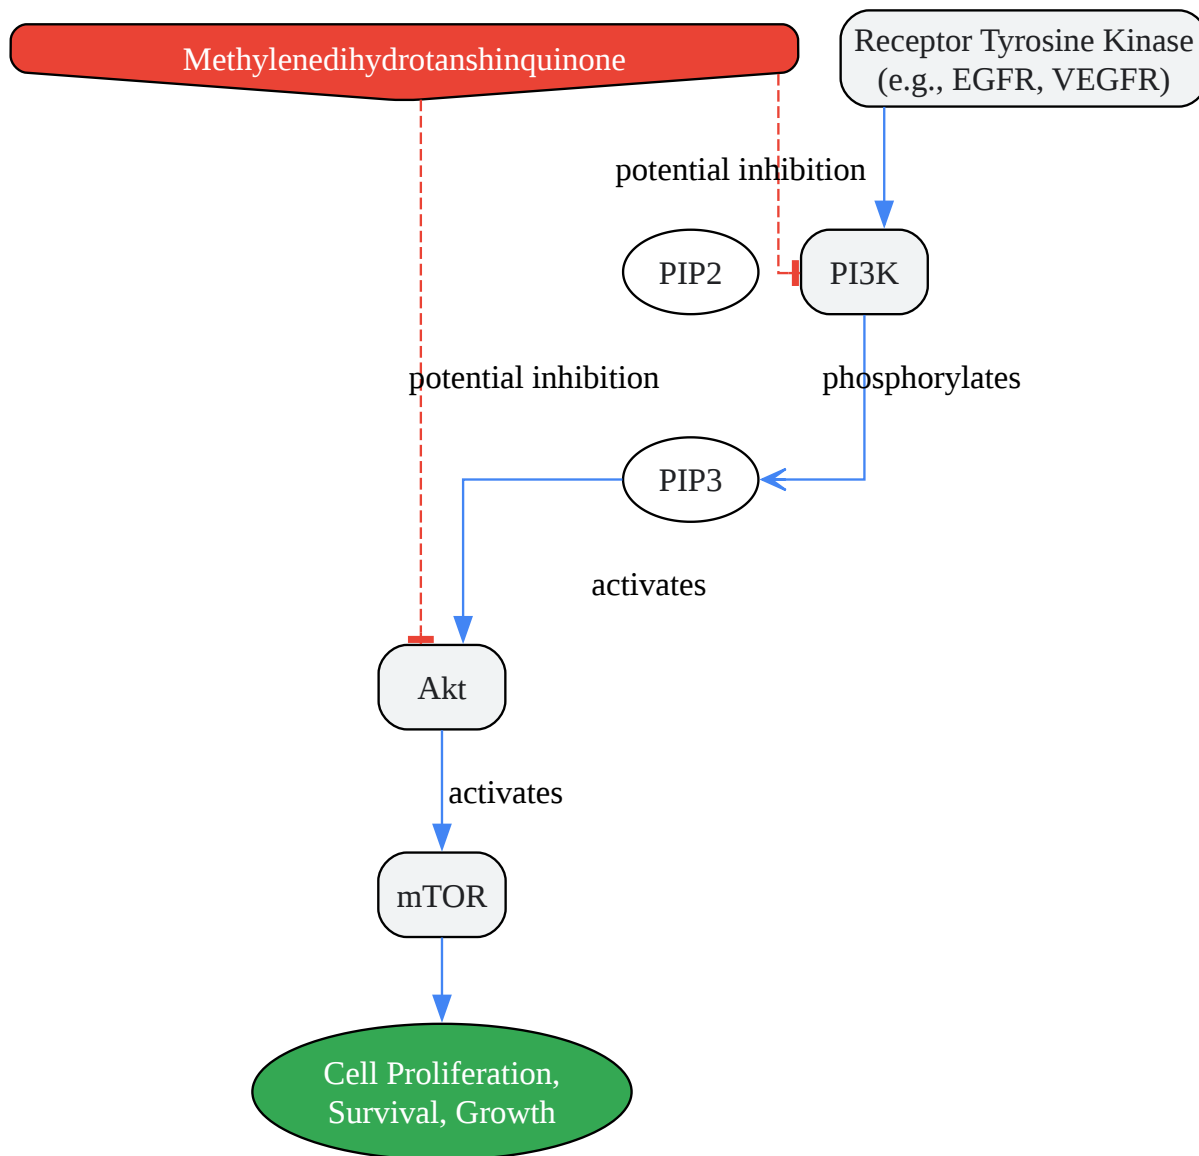 Methylenedihydrotanshinquinone
Receptor Tyrosine Kinase
(e.g., EGFR, VEGFR)
potential inhibition
PIP2
PI3K
potential inhibition
phosphorylates
PIP3
activates
Akt
activates
mTOR
Cell Proliferation,
Survival, Growth